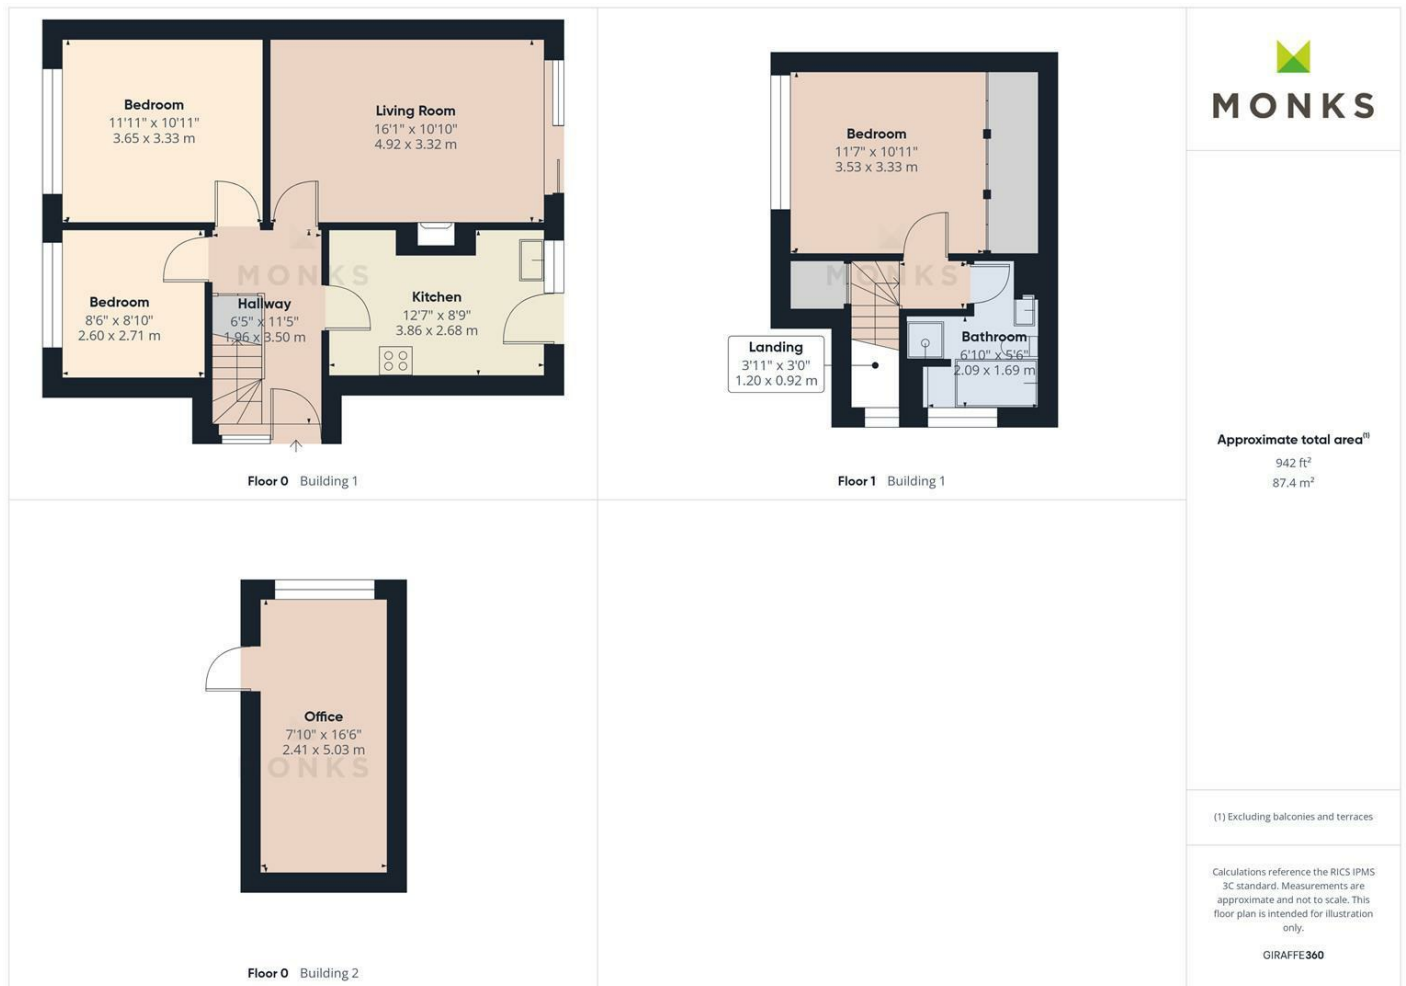 Bedroom
11'11" x 10'11"
3.65 x 3.33 m
Living Room
16'1" x 10'10"
4.92 x 3.32 m
MONKS
Bedroom
8'6" x 8'10"
2.60 x 2.71 m
Hallway
6'5" x 11'5"
1.96 x 3.50 m
Kitchen
12'7" x 8'9"
3.86 x 2.68 m
Floor 0 Building 1
Bedroom
11'7" x 10'11"
3.53 x 3.33 m
MONKS
Landing
3'11" x 3'0"
1.20 x 0.92 m
Bathroom
6'10" x 5'6"
2.09 x 1.69 m
Floor 1 Building 1
Office
7'10" x 16'6"
2.41 x 5.03 m
ONKS
Floor 0 Building 2
MONKS
Approximate total area(1)
942 ft²
87.4 m²
(1) Excluding balconies and terraces
Calculations reference the RICS IPMS
3C standard. Measurements are
approximate and not to scale. This
floor plan is intended for illustration
only.
GIRAFFE360